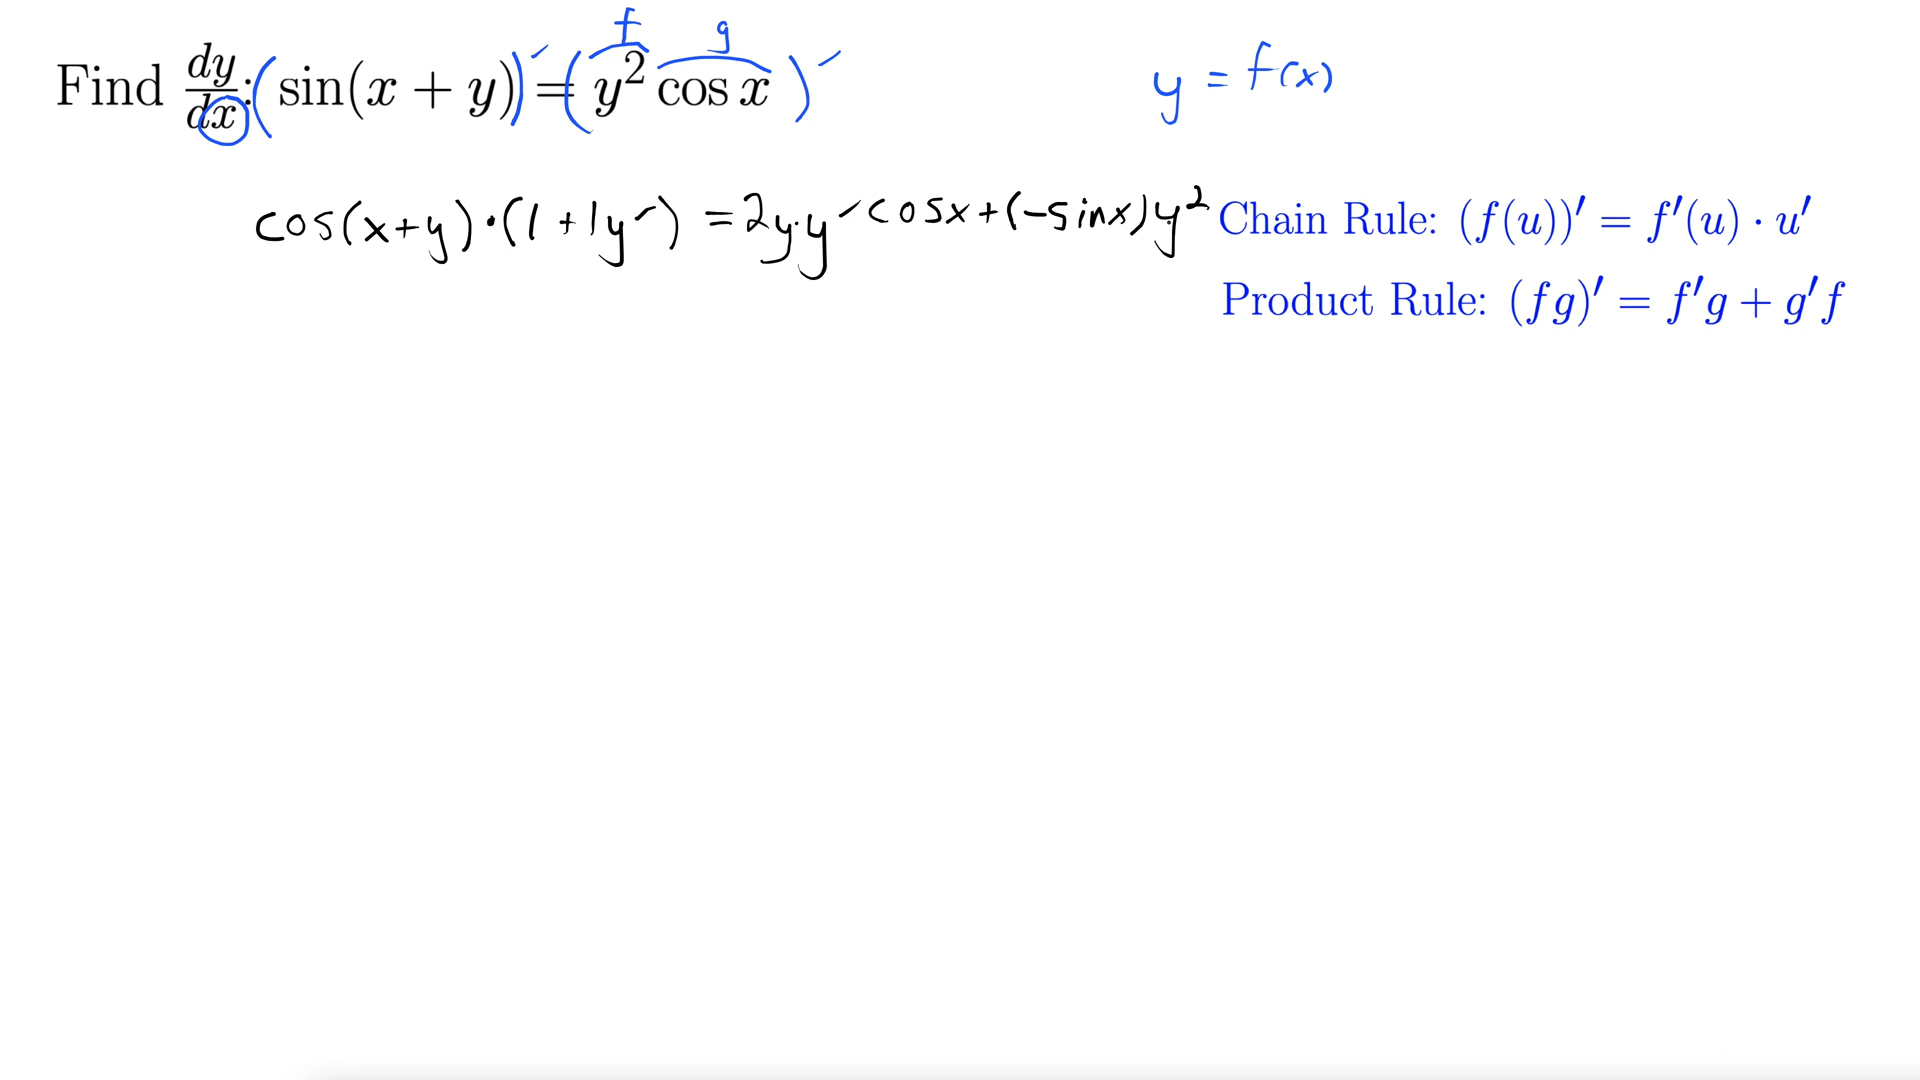 f g
Find dy/dx: (sin(x + y))′ = (y² cos x)′ y = f(x)
cos(x+y)·(1+1y′) = 2y·y′cosx+(-sinx)y²
Chain Rule: (f(u))′ = f′(u) · u′
Product Rule: (fg)′ = f′g + g′f